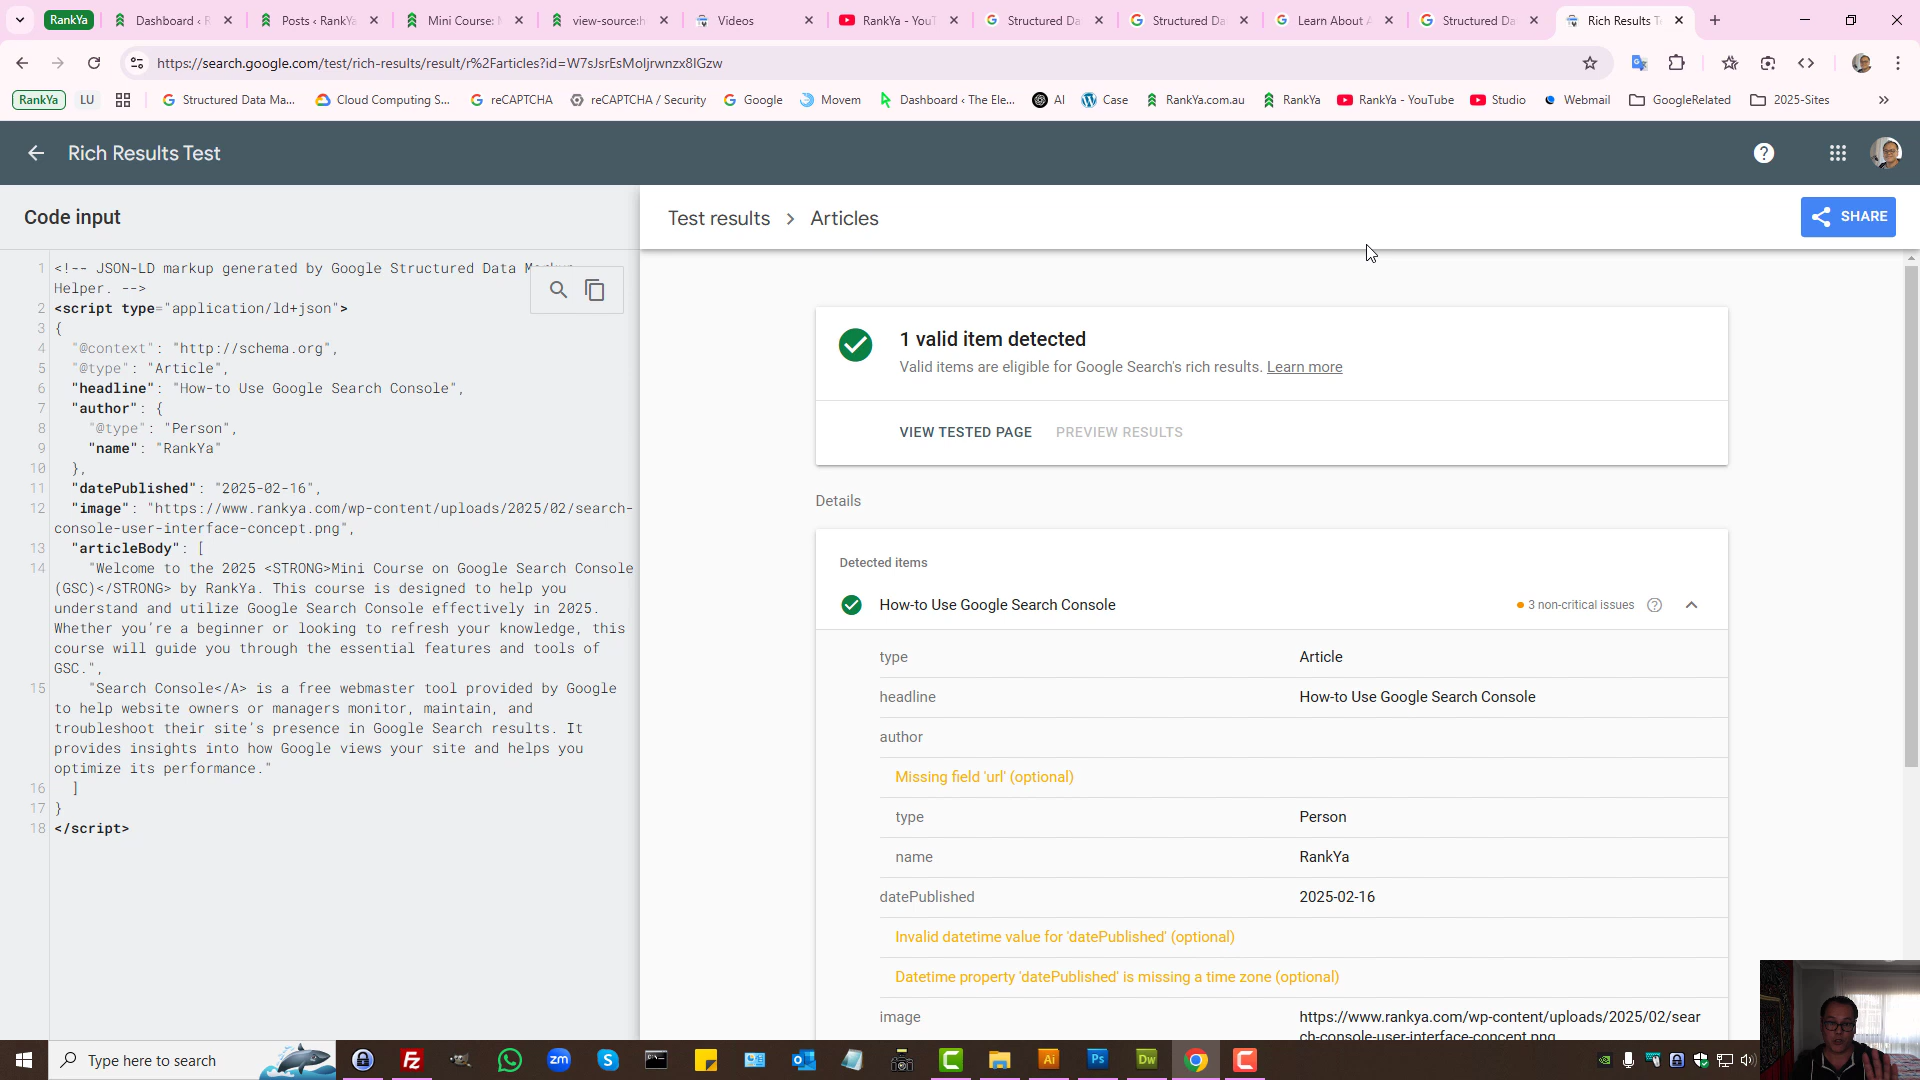 RankYa
Dashboard ‹ R
Posts ‹ RankYa
Mini Course: M
view-source:h
Videos
RankYa - YouT
Structured Da
Structured Da
Learn About A
Structured Da
Rich Results T
https://search.google.com/test/rich-results/result/r%2Farticles?id=W7sJsrEsMoljrwnzx8IGzw
RankYa
LU
Structured Data Ma...
Cloud Computing S...
reCAPTCHA
reCAPTCHA / Security
Google
Movem
Dashboard ‹ The Ele...
AI
Case
RankYa.com.au
RankYa
RankYa - YouTube
Studio
Webmail
GoogleRelated
2025-Sites
»
Rich Results Test
Code input
Test results > Articles
SHARE
1 <!-- JSON-LD markup generated by Google Structured Data Markup
Helper. -->
2 <script type="application/ld+json">
3 {
4 "@context": "http://schema.org",
5 "@type": "Article",
6 "headline": "How-to Use Google Search Console",
7 "author": {
8 "@type": "Person",
9 "name": "RankYa"
10 },
11 "datePublished": "2025-02-16",
12 "image": "https://www.rankya.com/wp-content/uploads/2025/02/search-
console-user-interface-concept.png",
13 "articleBody": [
14 "Welcome to the 2025 <STRONG>Mini Course on Google Search Console
(GSC)</STRONG> by RankYa. This course is designed to help you
understand and utilize Google Search Console effectively in 2025.
Whether you're a beginner or looking to refresh your knowledge, this
course will guide you through the essential features and tools of
GSC.",
15 "Search Console</A> is a free webmaster tool provided by Google
to help website owners or managers monitor, maintain, and
troubleshoot their site's presence in Google Search results. It
provides insights into how Google views your site and helps you
optimize its performance."
16 ]
17 }
18 </script>
1 valid item detected
Valid items are eligible for Google Search's rich results. Learn more
VIEW TESTED PAGE
PREVIEW RESULTS
Details
Detected items
How-to Use Google Search Console
3 non-critical issues
type Article
headline How-to Use Google Search Console
author
Missing field 'url' (optional)
type Person
name RankYa
datePublished 2025-02-16
Invalid datetime value for 'datePublished' (optional)
Datetime property 'datePublished' is missing a time zone (optional)
image https://www.rankya.com/wp-content/uploads/2025/02/sear
ch-console-user-interface-concept.png
Type here to search
zm
Ai
Ps
Dw